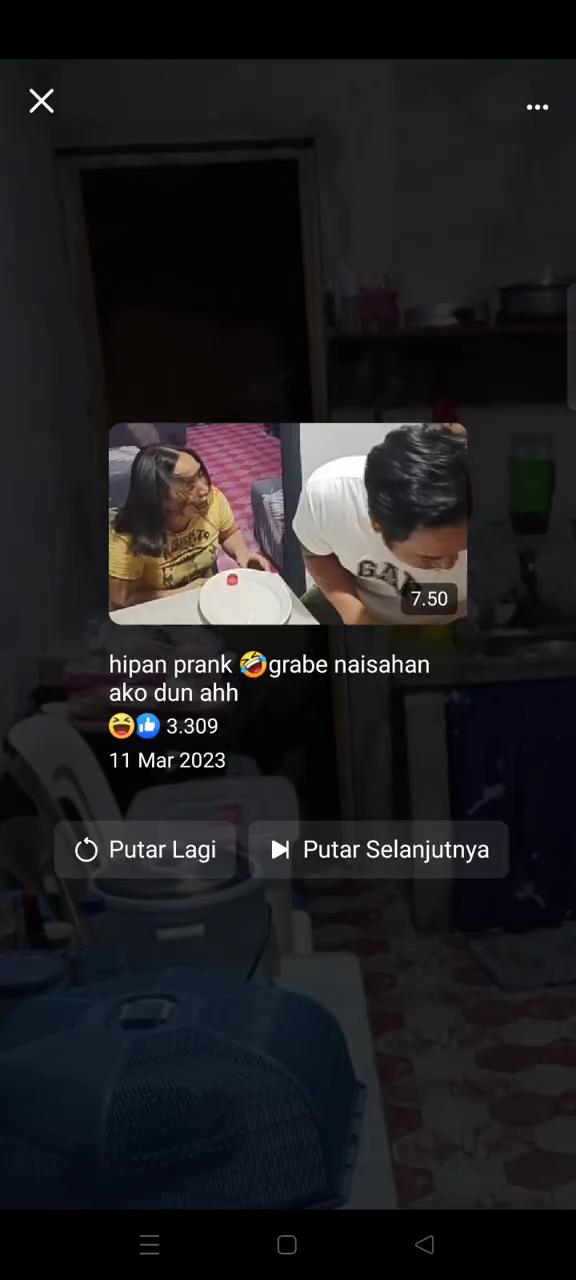 7.50
hipan prank 🤣grabe naisahan
ako dun ahh
😆👍 3.309
11 Mar 2023
Putar Lagi
Putar Selanjutnya